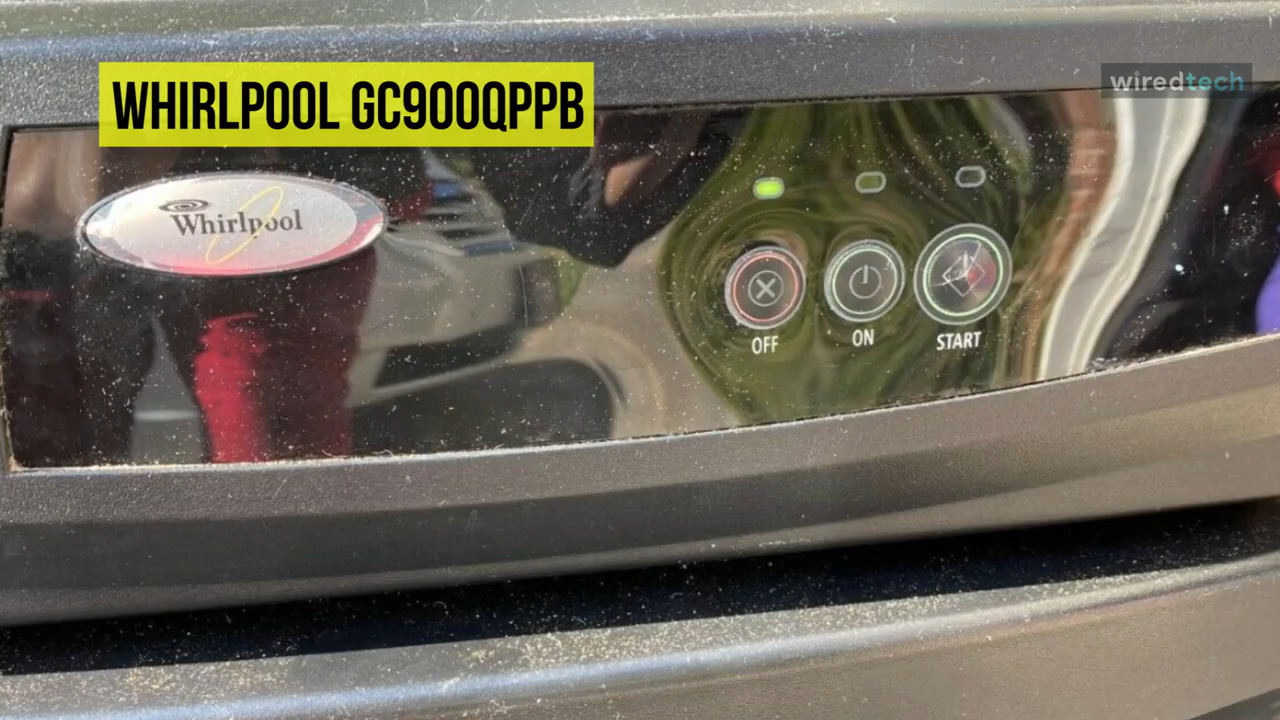 WHIRLPOOL GC900QPPB
wiredtech
Whirlpool
OFF
ON
START